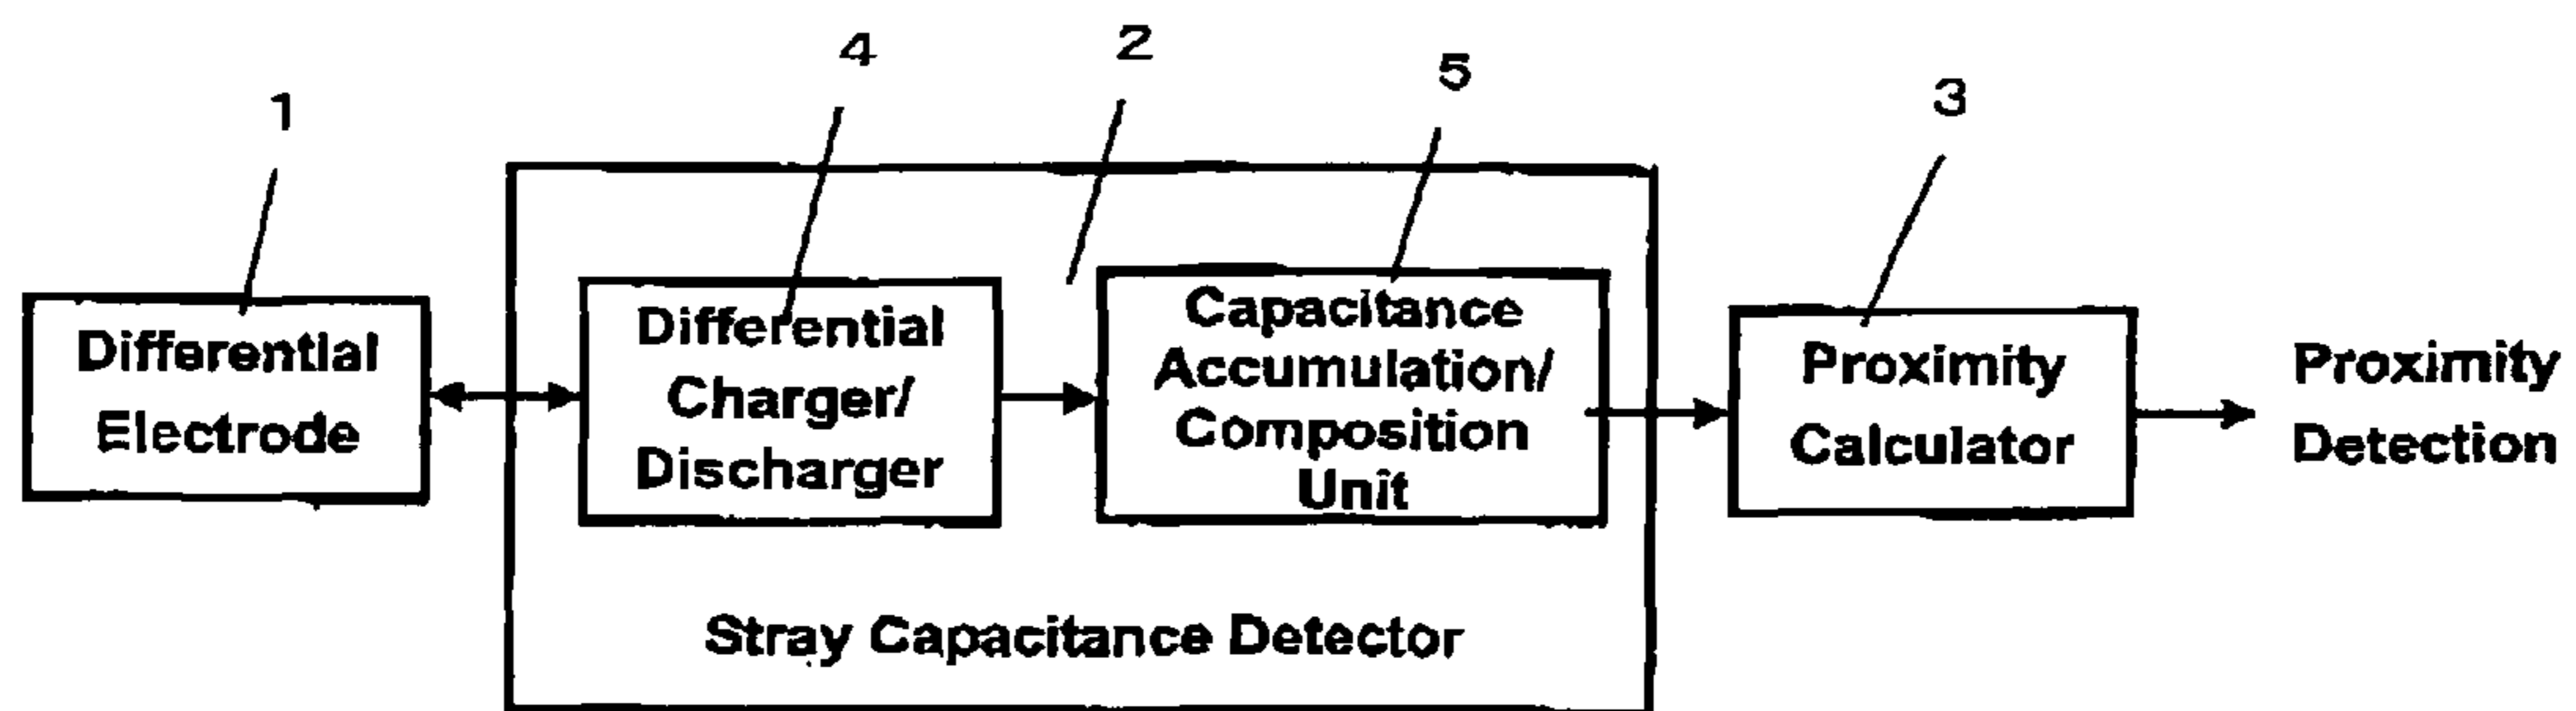 4
2
5
1
3
Differential
Electrode
Differential
Charger/
Discharger
Capacitance
Accumulation/
Composition
Unit
Proximity
Calculator
Proximity
Detection
Stray Capacitance Detector